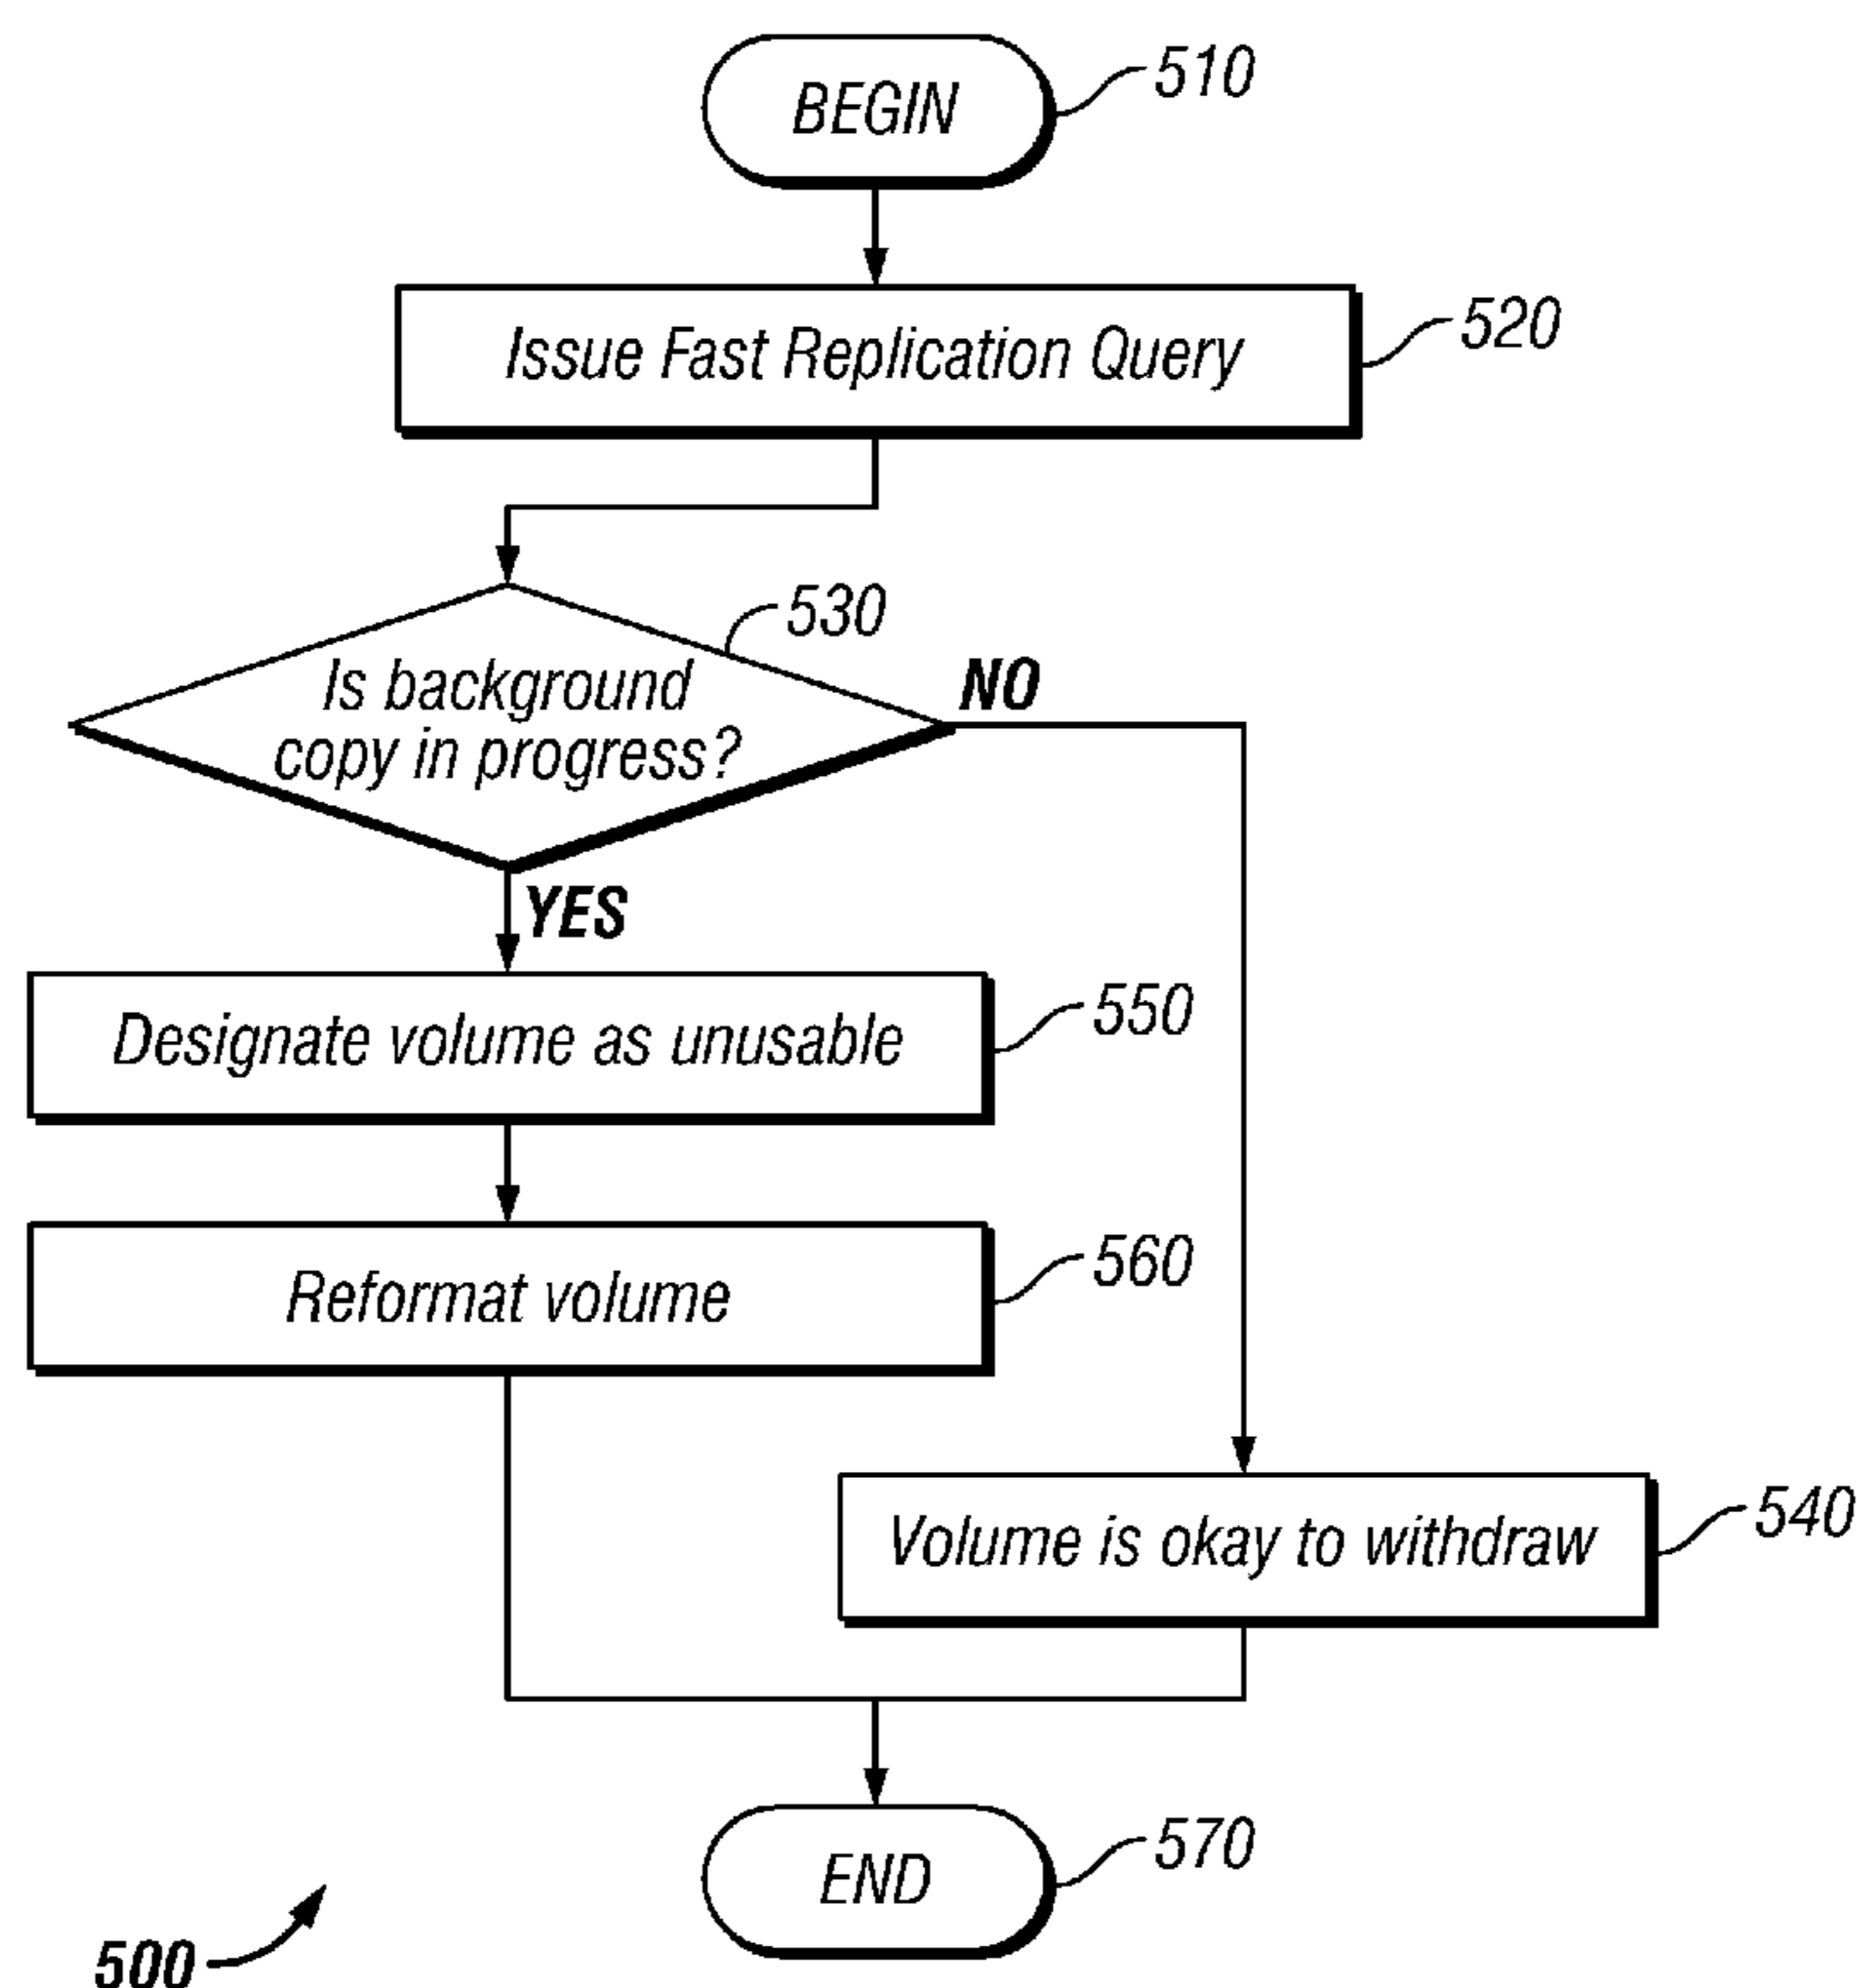 BEGIN
510
Issue Fast Replication Query
520
530
Is background
copy in progress?
NO
YES
Designate volume as unusable
550
Reformat volume
560
Volume is okay to withdraw
540
END
570
500